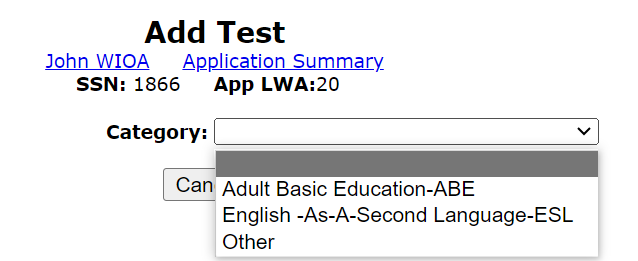 Add Test
John WIOA Application Summary
SSN: 1866 App LWA:20
Category:
Can
Adult Basic Education-ABE
English -As-A-Second Language-ESL
Other